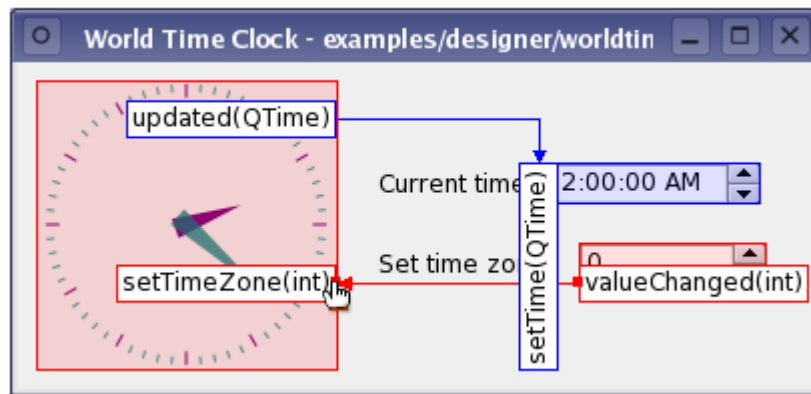 World Time Clock - examples/designer/worldtin
updated(QTime)
Current time
2:00:00 AM
setTime(QTime)
Set time zo
0
setTimeZone(int)
valueChanged(int)